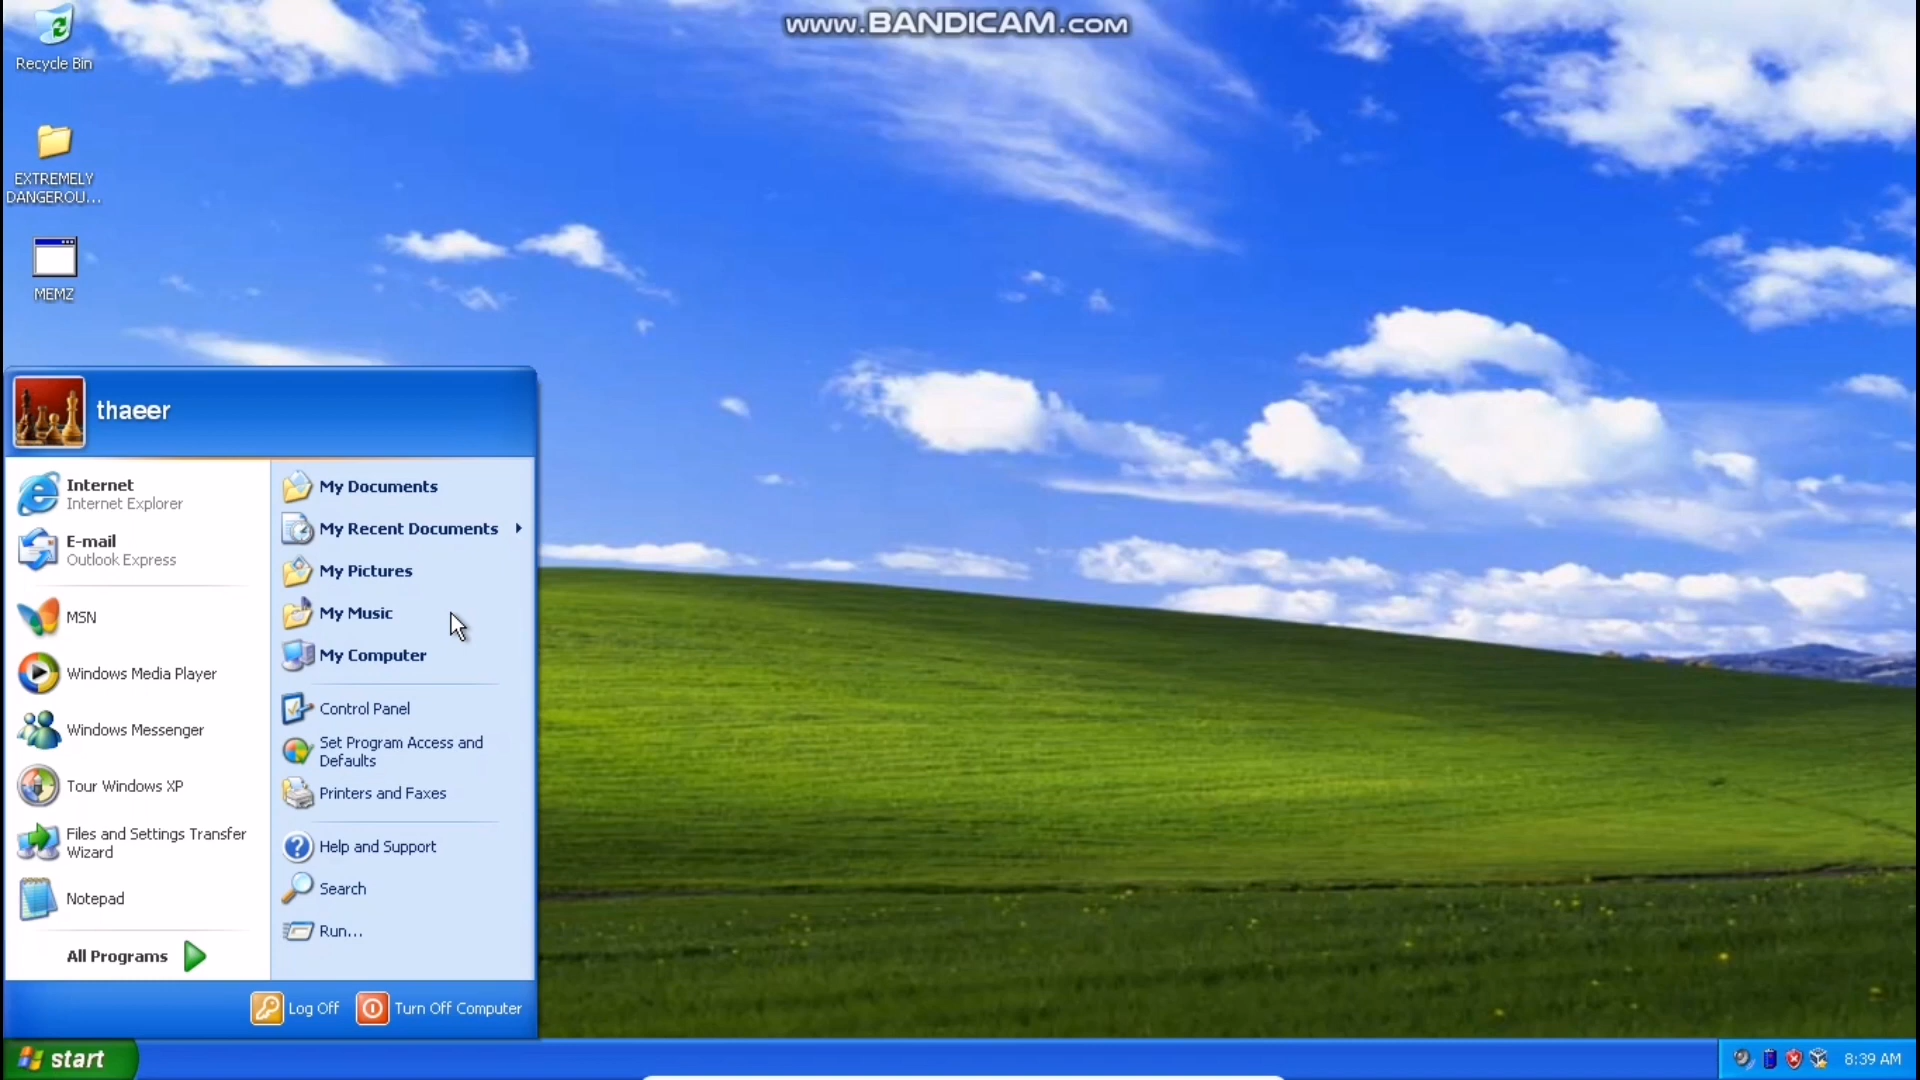 www.BANDICAM.com
Recycle Bin
EXTREMELY
DANGEROU...
MEMZ
thaeer
Internet
Internet Explorer
E-mail
Outlook Express
MSN
Windows Media Player
Windows Messenger
Tour Windows XP
Files and Settings Transfer
Wizard
Notepad
All Programs
My Documents
My Recent Documents
My Pictures
My Music
My Computer
Control Panel
Set Program Access and
Defaults
Printers and Faxes
Help and Support
Search
Run...
Log Off
Turn Off Computer
start
8:39 AM